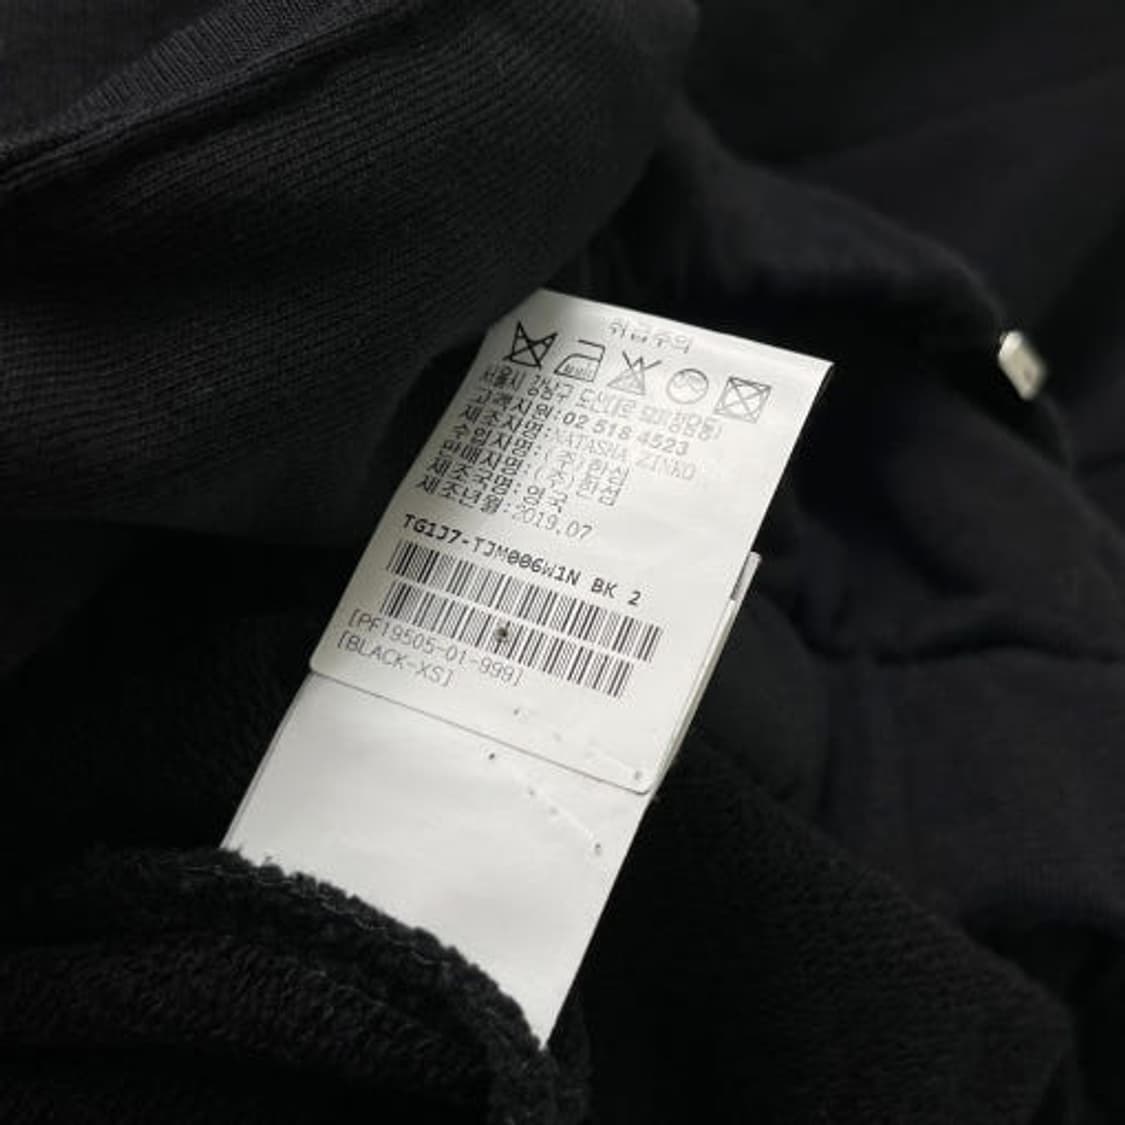 취급주의
서울시 강남구
고객지원:02 518 4523
제조자명:NATASHA ZINKO
수입자명:(주)한섬
판매자명:(주)한섬
제조국명:영국
제조년월:2019.07
TG1J7-TJM006W1N BK 2
[PF19505-01-999]
[BLACK-XS]